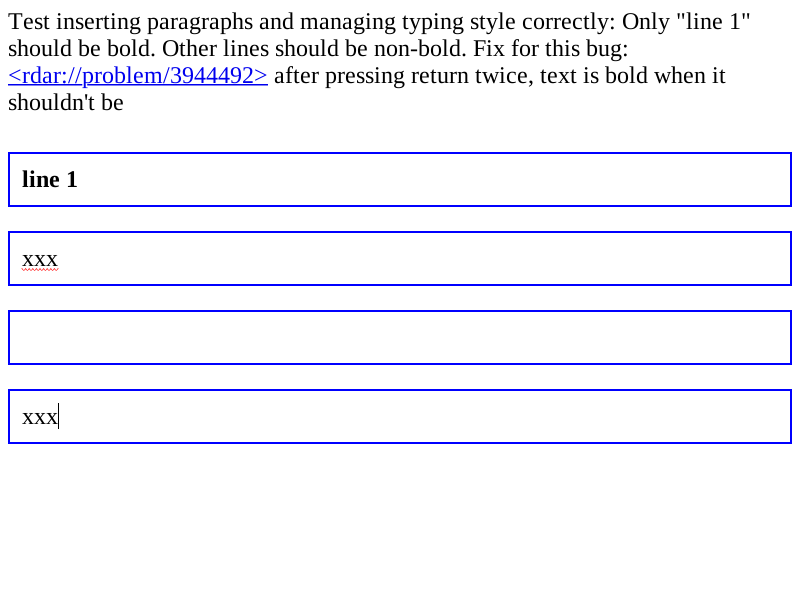 Test inserting paragraphs and managing typing style correctly: Only "line 1"
should be bold. Other lines should be non-bold. Fix for this bug:
<rdar://problem/3944492> after pressing return twice, text is bold when it
shouldn't be
line 1
xxx
xxx